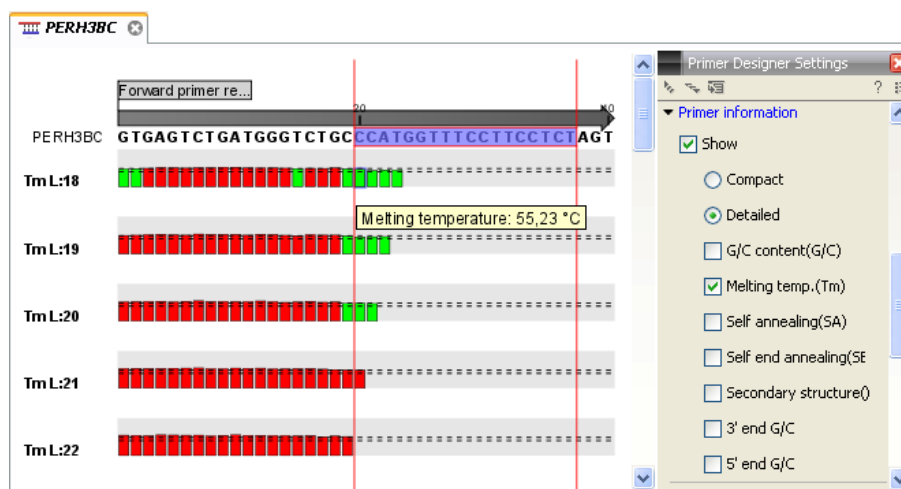 PERH3BC
Primer Designer Settings
?
Forward primer re...
20
PERH3BC GTGAGTCTGATGGGTCTGCCCATGGTTTCCTTCCTCTAGT
Tm L:18
Melting temperature: 55,23 °C
Tm L:19
Tm L:20
Tm L:21
Tm L:22
Primer information
Show
Compact
Detailed
G/C content(G/C)
Melting temp.(Tm)
Self annealing(SA)
Self end annealing(SE
Secondary structure()
3' end G/C
5' end G/C